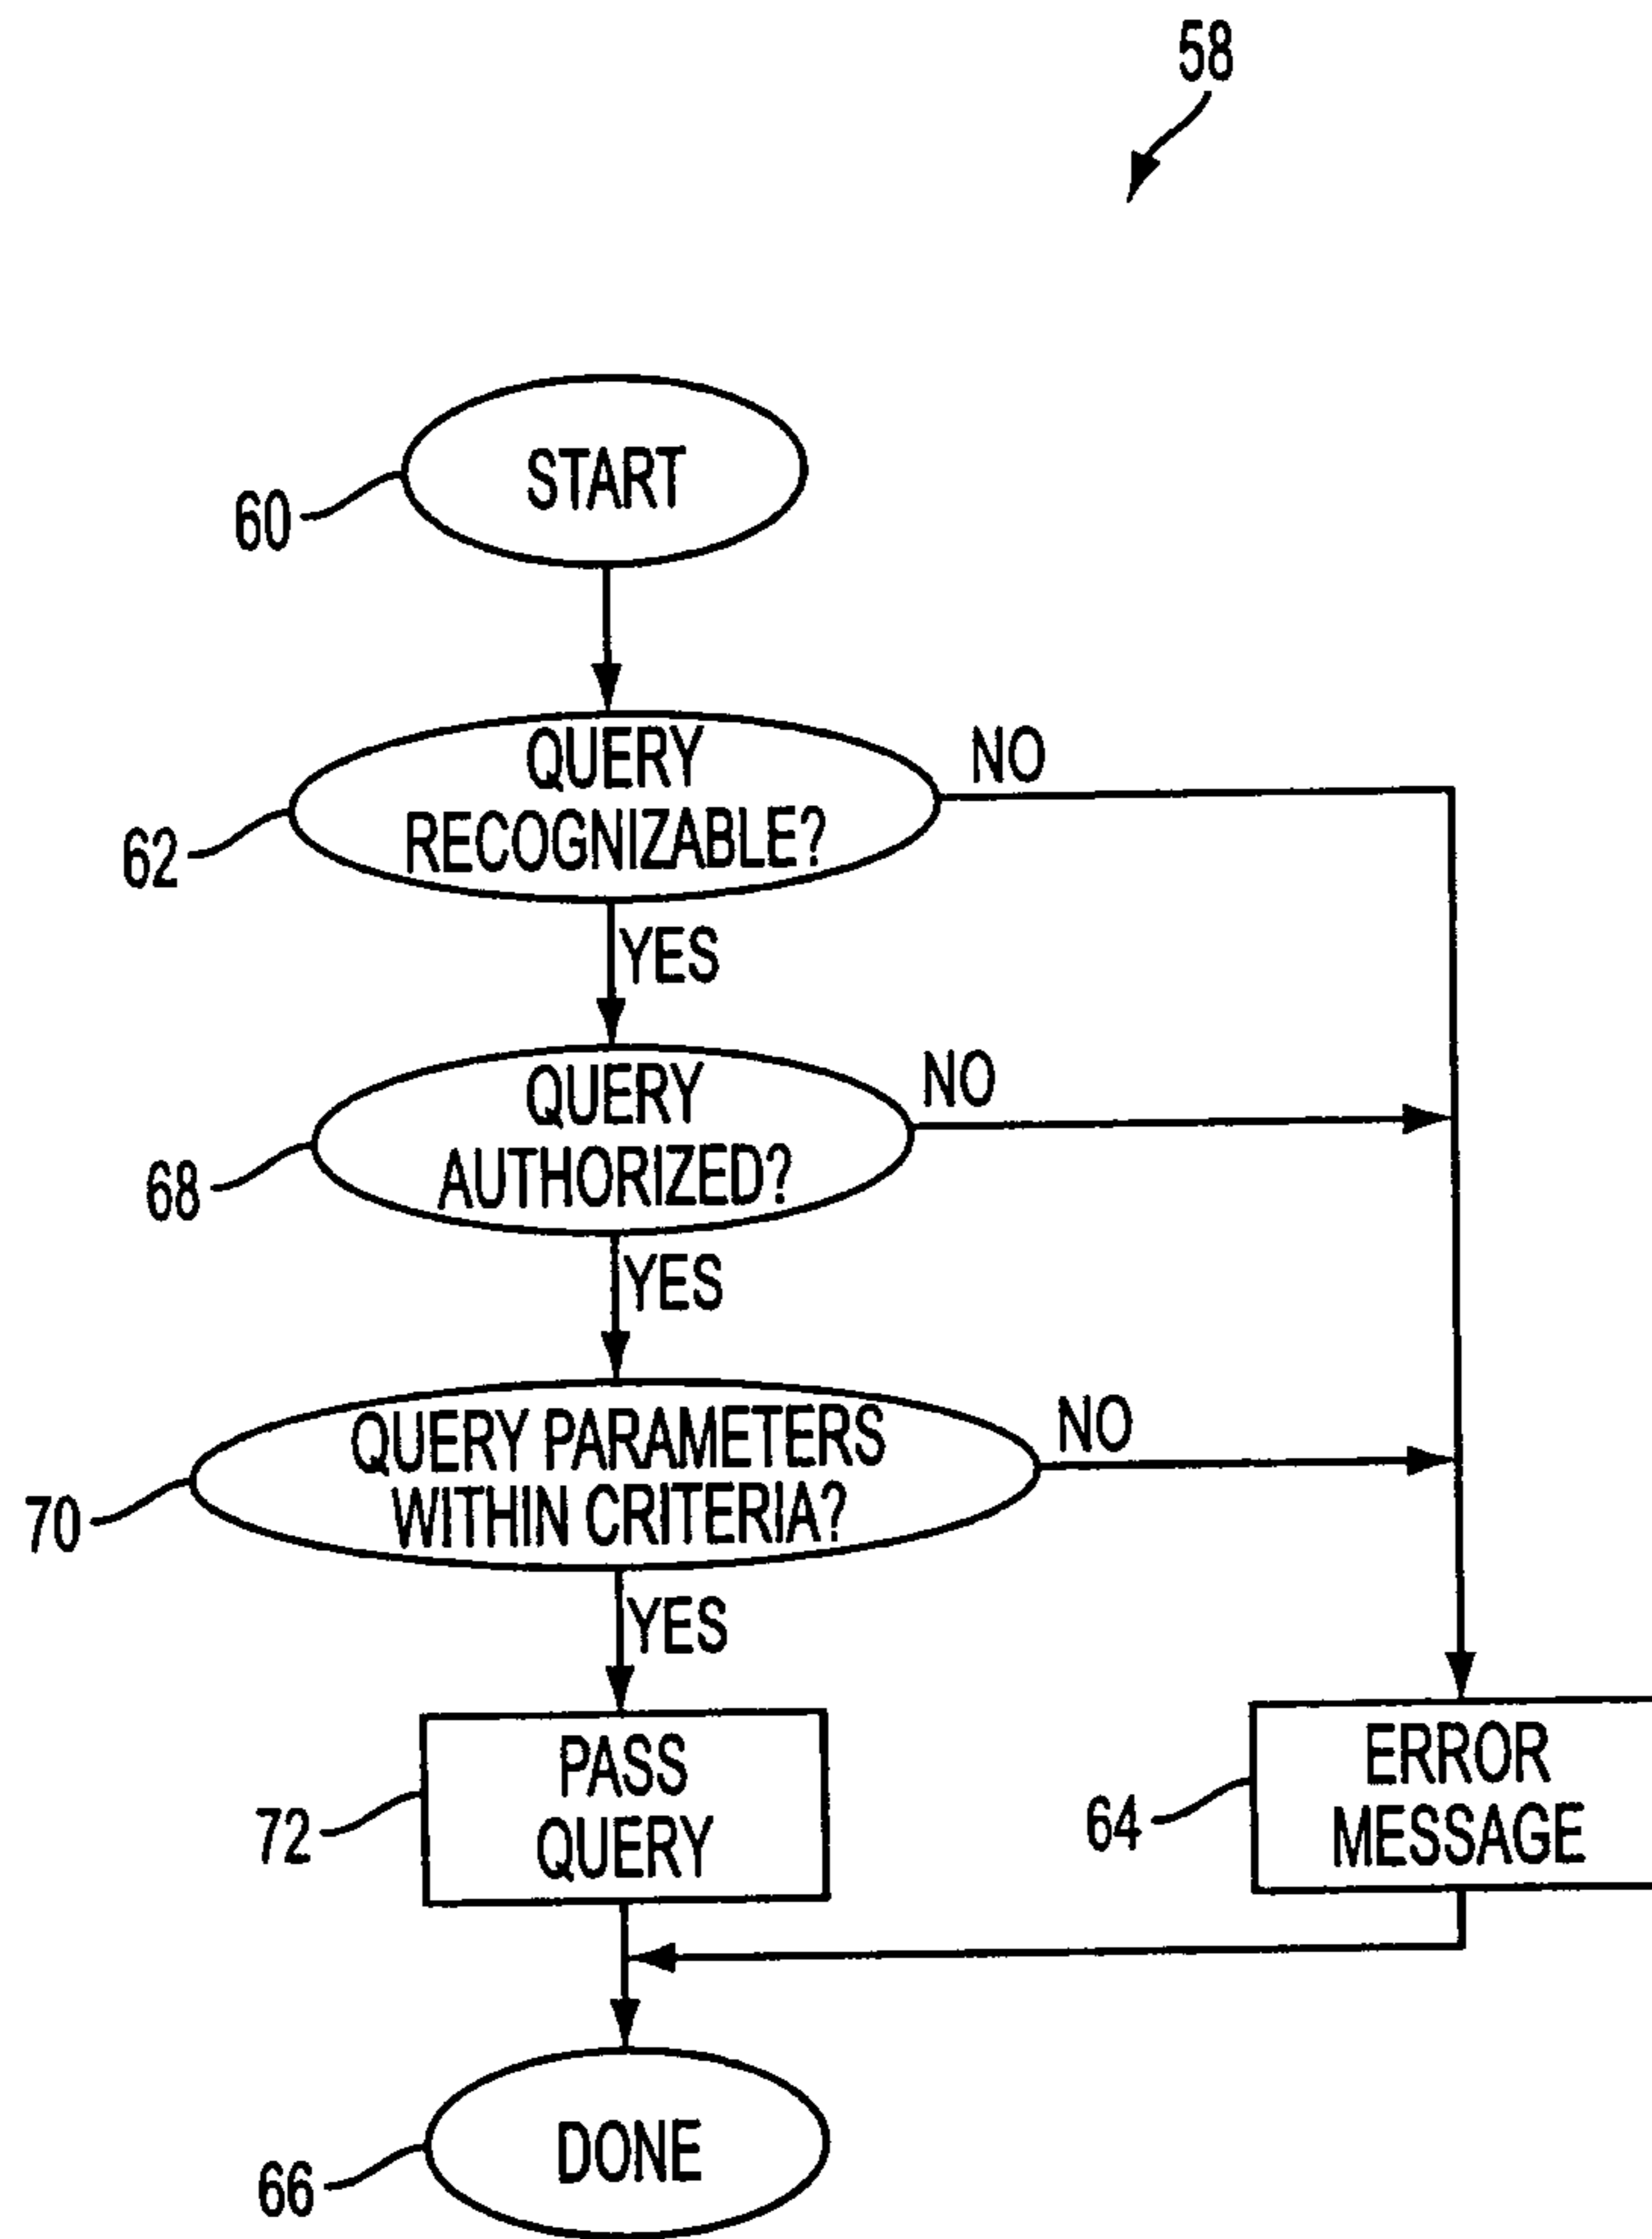 58
START
60
QUERY
RECOGNIZABLE?
NO
62
YES
QUERY
AUTHORIZED?
NO
68
YES
QUERY PARAMETERS
WITHIN CRITERIA?
NO
70
YES
PASS
QUERY
72
ERROR
MESSAGE
64
DONE
66